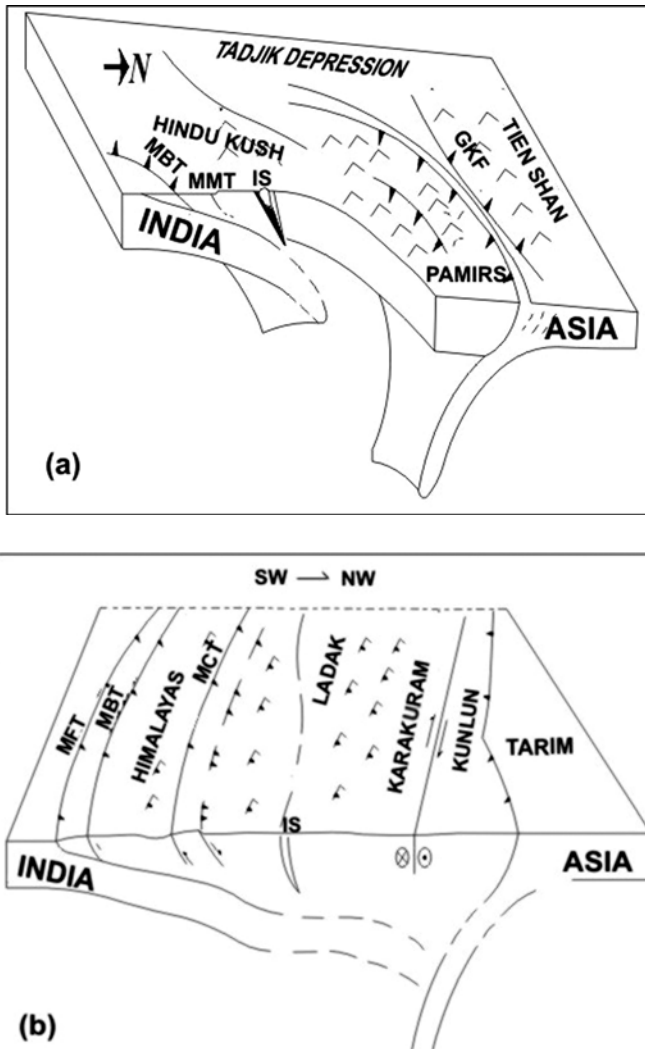 TADJIK DEPRESSION
N
HINDU KUSH
MBT
MMT IS
GKF
TIEN SHAN
INDIA
PAMIRS
ASIA
(a)
SW NW
MFT
MBT
HIMALAYAS
MCT
LADAK
KARAKURAM
KUNLUN
TARIM
IS
INDIA
ASIA
(b)